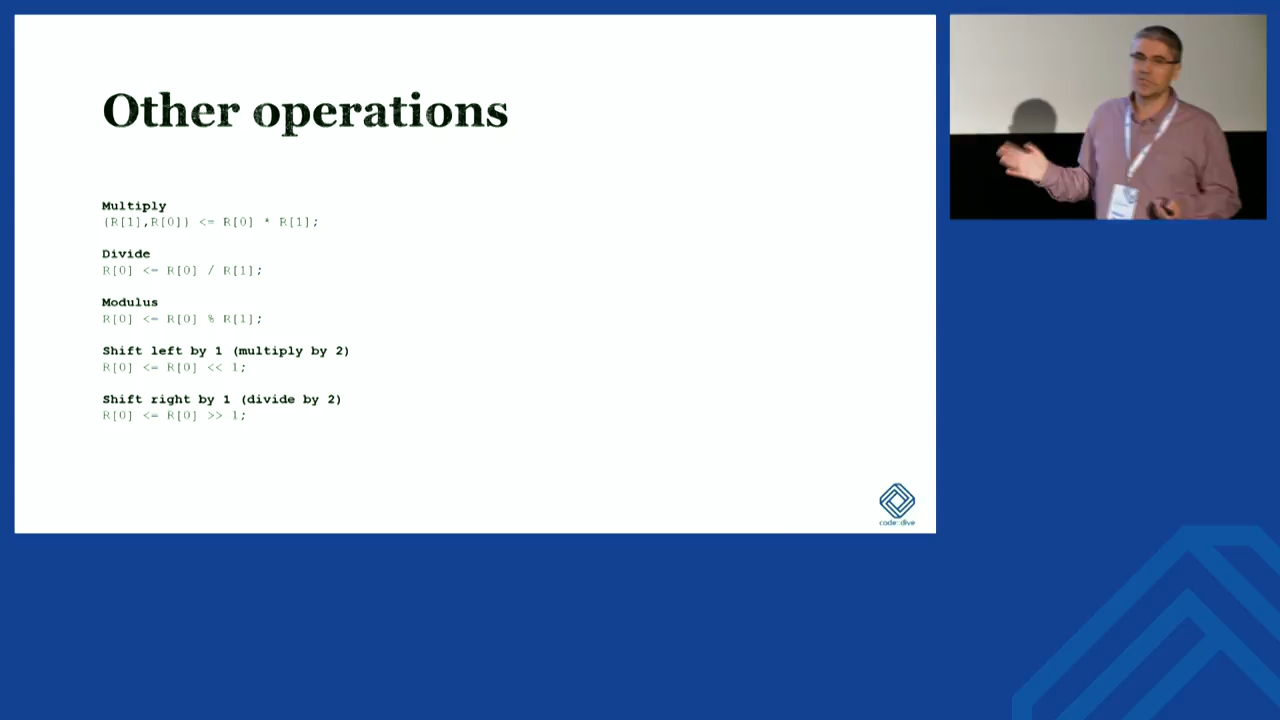 Other operations
Multiply
{R[1],R[0]} <= R[0] * R[1];
Divide
R[0] <= R[0] / R[1];
Modulus
R[0] <= R[0] % R[1];
Shift left by 1 (multiply by 2)
R[0] <= R[0] << 1;
Shift right by 1 (divide by 2)
R[0] <= R[0] >> 1;
code::dive